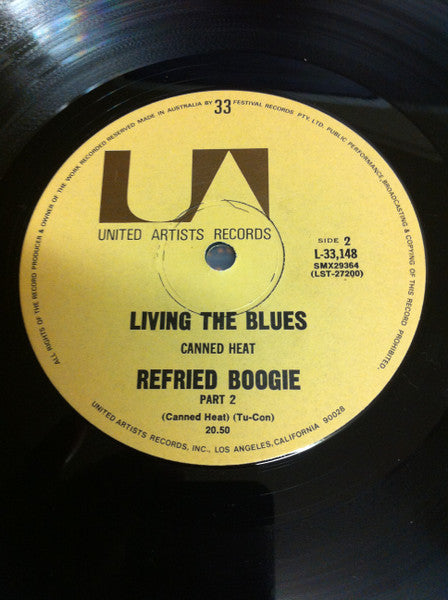 ALL RIGHTS OF THE RECORD PRODUCER & OWNER OF THE WORK RECORDED RESERVED MADE IN AUSTRALIA BY 33 FESTIVAL RECORDS PTY. LTD. PUBLIC PERFORMANCE, BROADCASTING & COPYING OF THIS RECORD PROHIBITED.
UA
UNITED ARTISTS RECORDS
SIDE 2
L-33,148
SMX29364
(LST-27200)
LIVING THE BLUES
CANNED HEAT
REFRIED BOOGIE
PART 2
(Canned Heat) (Tu-Con)
20.50
UNITED ARTISTS RECORDS, INC., LOS ANGELES, CALIFORNIA 90028